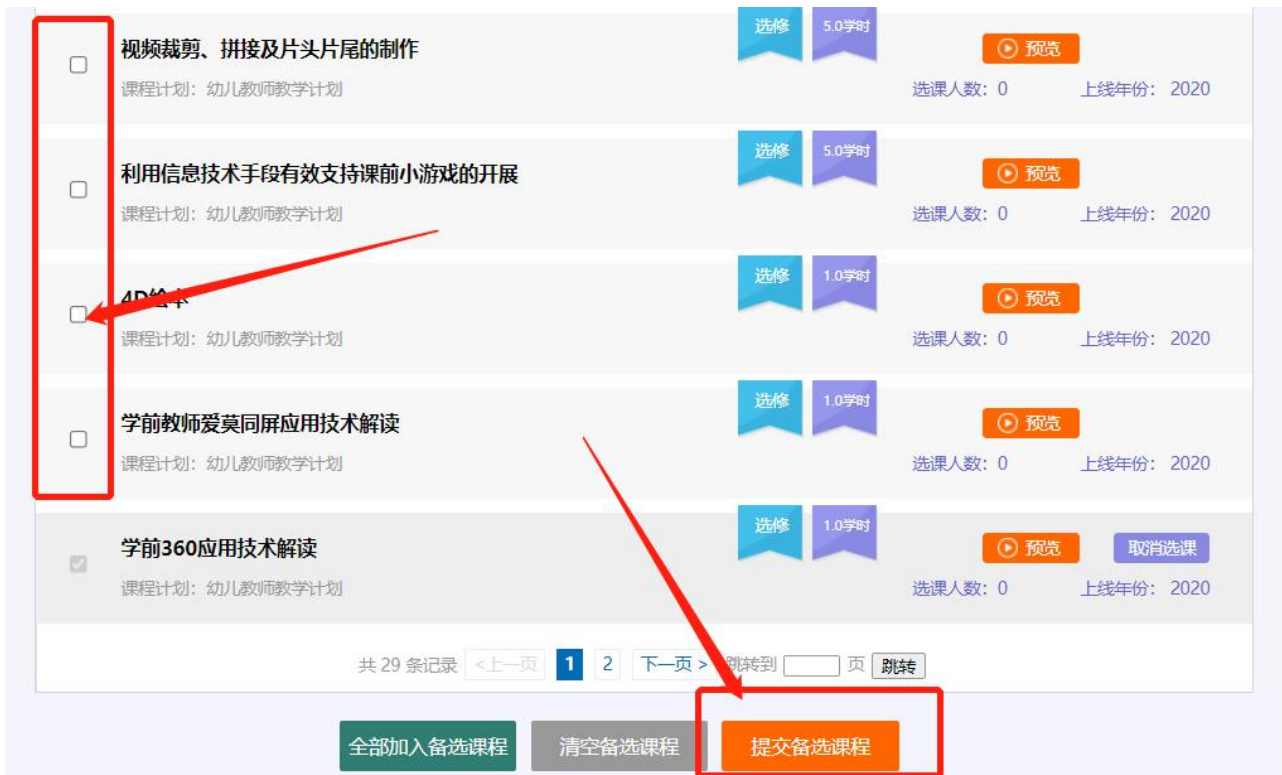 选修 5.0学时
视频裁剪、拼接及片头片尾的制作 预览
课程计划：幼儿教师教学计划 选课人数：0 上线年份：2020
选修 5.0学时
利用信息技术手段有效支持课前小游戏的开展 预览
课程计划：幼儿教师教学计划 选课人数：0 上线年份：2020
选修 1.0学时
4D绘本 预览
课程计划：幼儿教师教学计划 选课人数：0 上线年份：2020
选修 1.0学时
学前教师爱莫同屏应用技术解读 预览
课程计划：幼儿教师教学计划 选课人数：0 上线年份：2020
选修 1.0学时
学前360应用技术解读 预览 取消选课
课程计划：幼儿教师教学计划 选课人数：0 上线年份：2020
共 29 条记录 <上一页 1 2 下一页 > 跳转到 页 跳转
全部加入备选课程 清空备选课程 提交备选课程